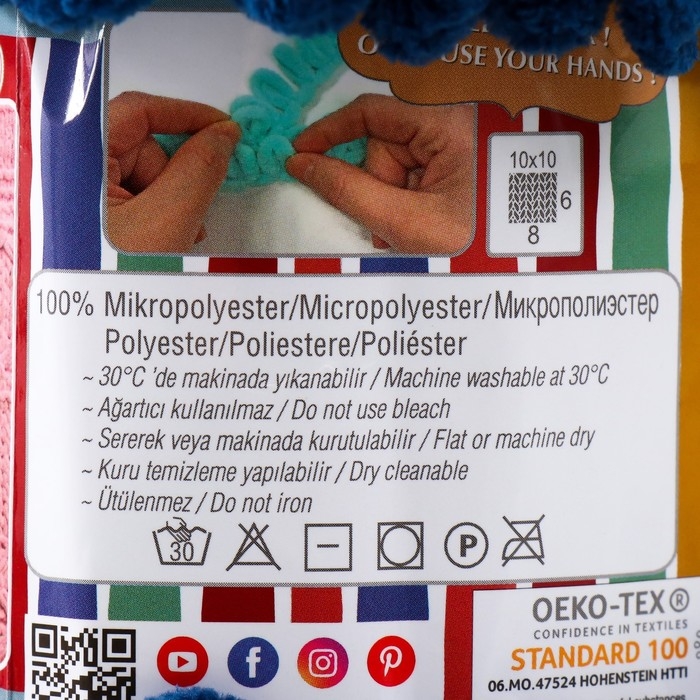 USE YOUR HANDS !
10x10
6
8
100% Mikropolyester/Micropolyester/Микрополиэстер
Polyester/Poliestere/Poliéster
~ 30°C 'de makinada yıkanabilir / Machine washable at 30°C
~ Ağartıcı kullanılmaz / Do not use bleach
~ Sererek veya makinada kurutulabilir / Flat or machine dry
~ Kuru temizleme yapılabilir / Dry cleanable
~ Ütülenmez / Do not iron
30
P
OEKO-TEX®
CONFIDENCE IN TEXTILES
STANDARD 100
06.MO.47524 HOHENSTEIN HTTI